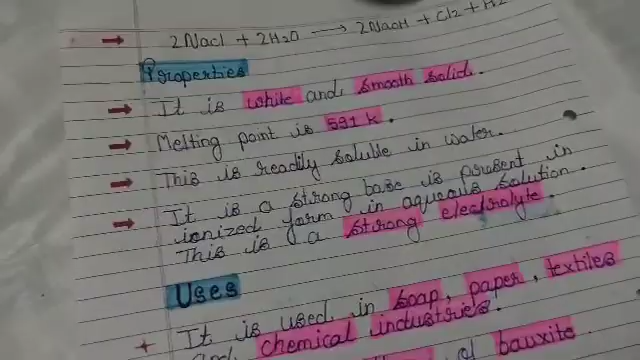 2NaCl + 2H2O → 2NaOH + Cl2 + H2
Properties
→ It is white and smooth solid.
→ Melting point is 591 k.
→ This is readily soluble in water.
→ It is a strong base is present in
ionized form in aqueous solution.
This is a strong electrolyte.
Uses
+ It is used in soap, paper, textiles
and chemical industries.
of bauxite